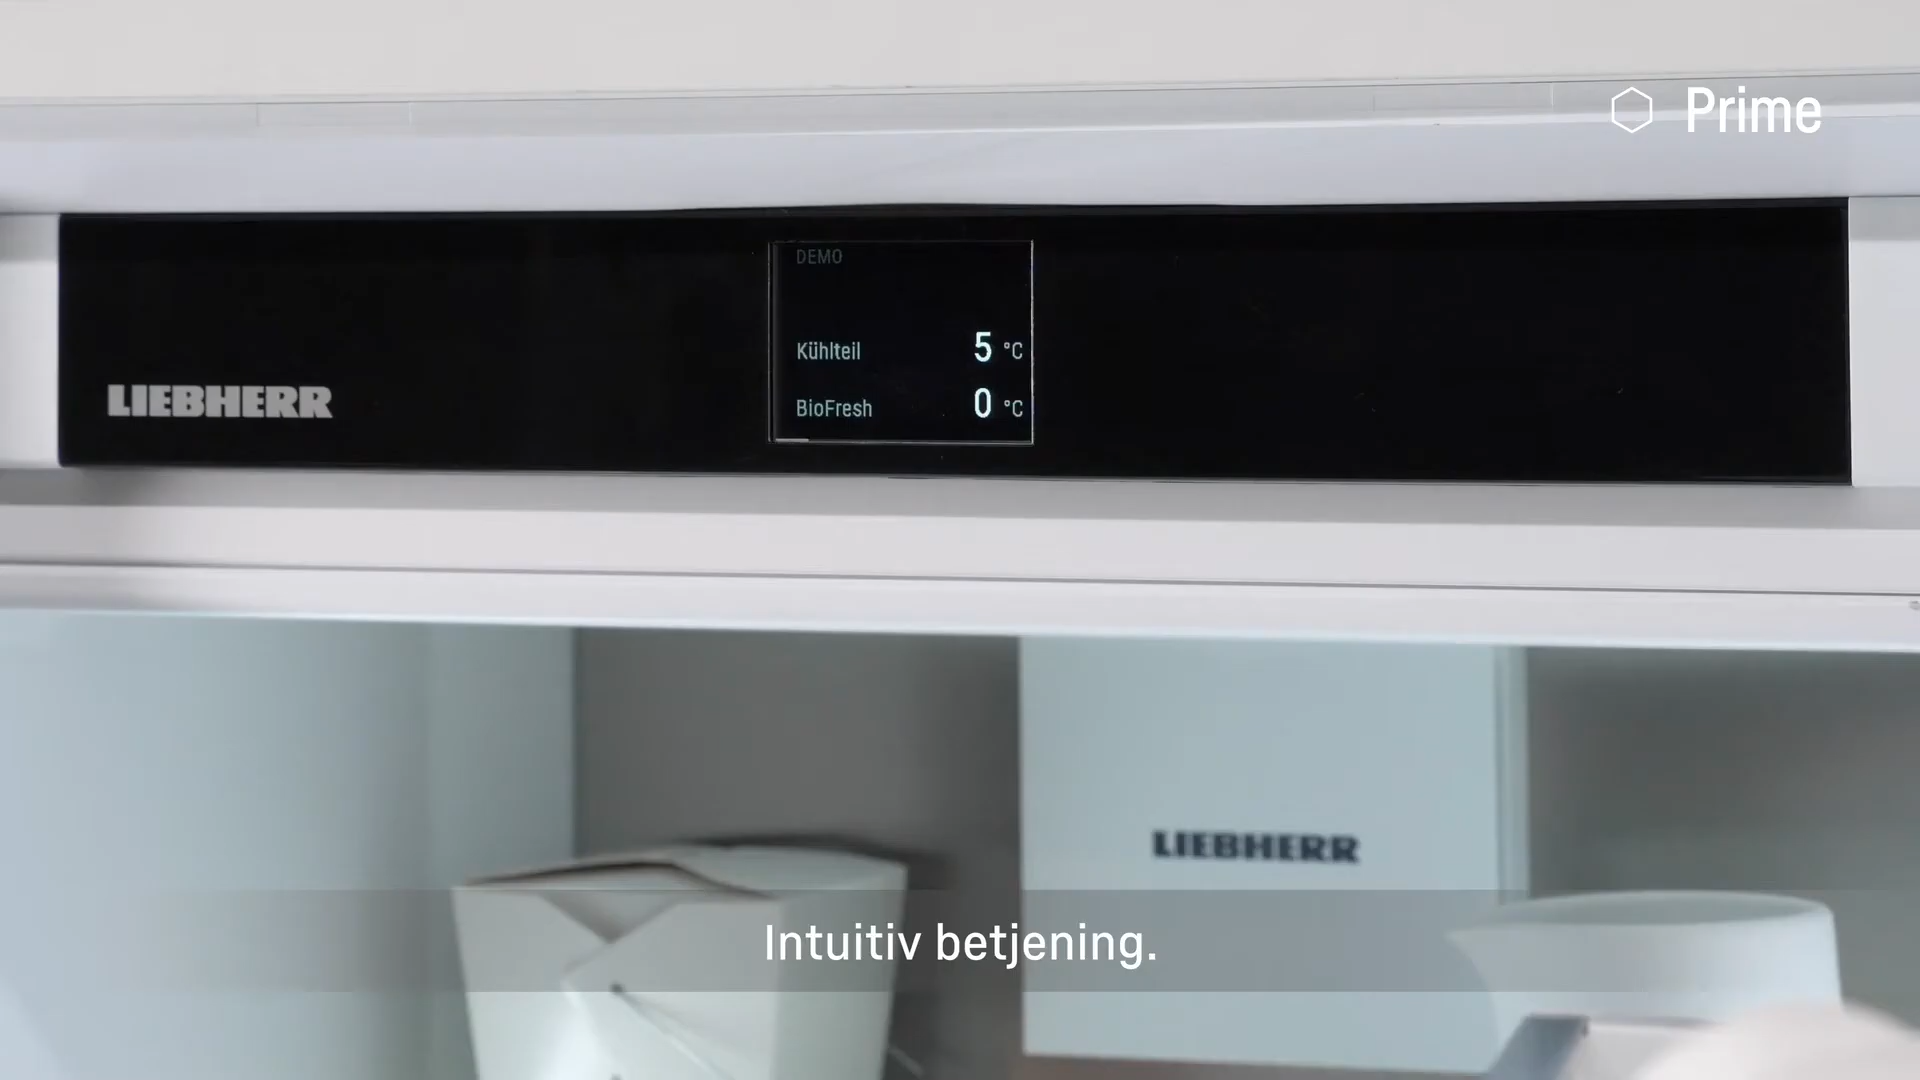 Prime
DEMO
Kühlteil 5 °C
BioFresh 0 °C
LIEBHERR
LIEBHERR
Intuitiv betjening.